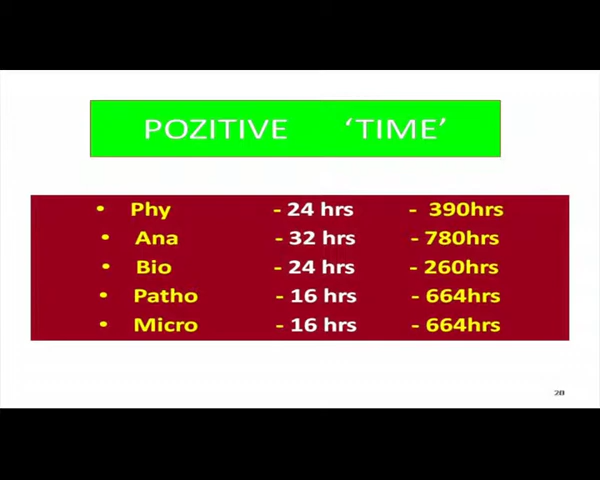 POZITIVE ‘TIME’
• Phy - 24 hrs - 390hrs
• Ana - 32 hrs - 780hrs
• Bio - 24 hrs - 260hrs
• Patho - 16 hrs - 664hrs
• Micro - 16 hrs - 664hrs
20